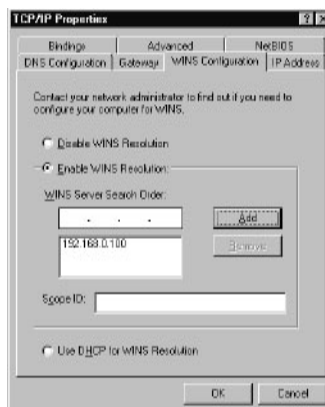 TCP/IP Properties
Bindings Advanced NetBIOS
DNS Configuration Gateway WINS Configuration IP Address
Contact your network administrator to find out if you need to
configure your computer for WINS.
Disable WINS Resolution
Enable WINS Resolution:
WINS Server Search Order:
. . .
Add
192.168.0.100
Remove
Scope ID:
Use DHCP for WINS Resolution
OK Cancel